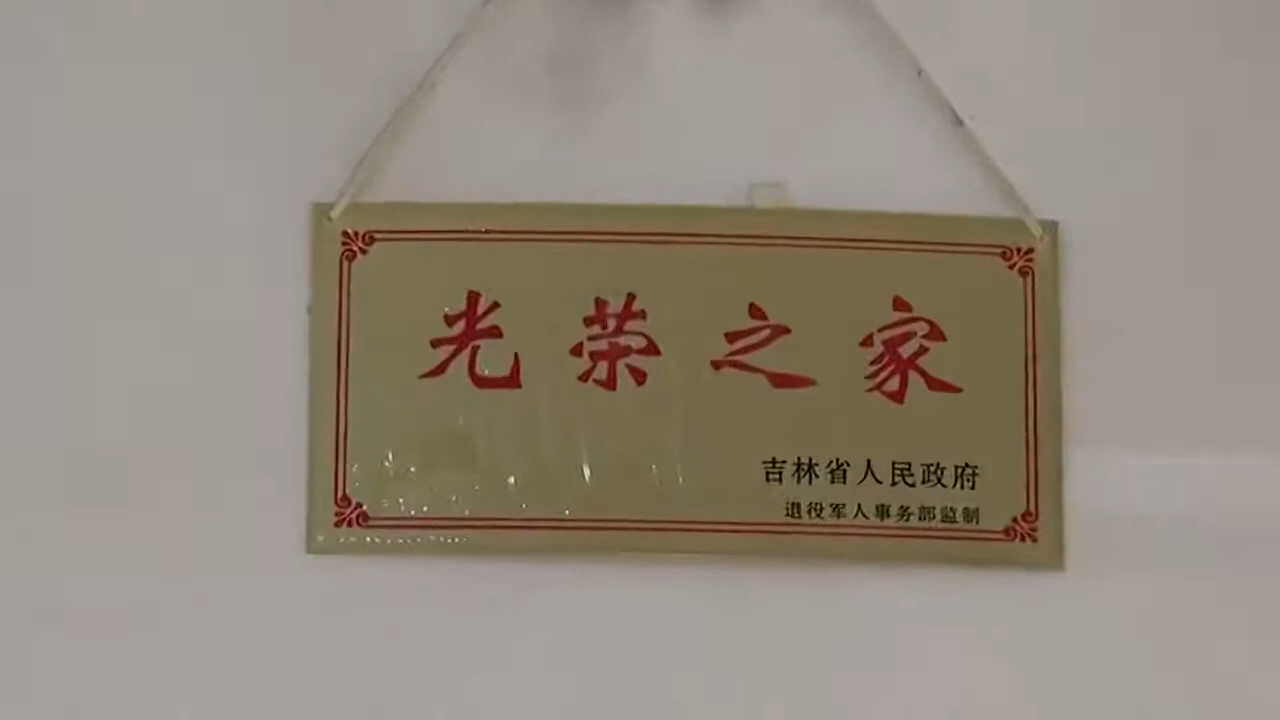 光荣之家
吉林省人民政府
退役军人事务部监制